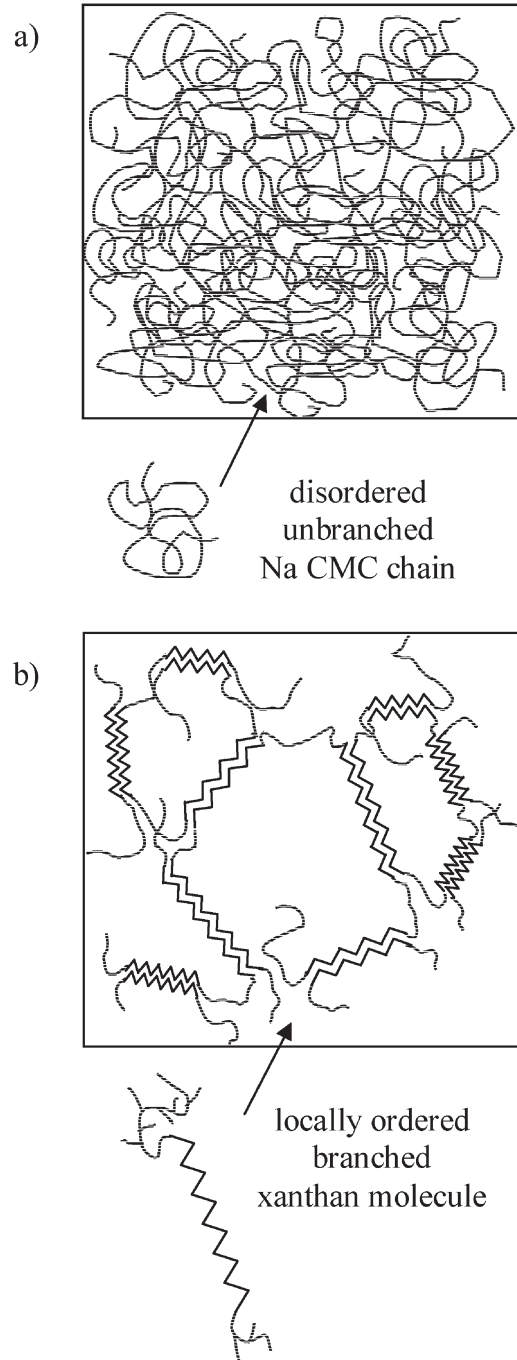 a)
disordered
unbranched
Na CMC chain
b)
locally ordered
branched
xanthan molecule